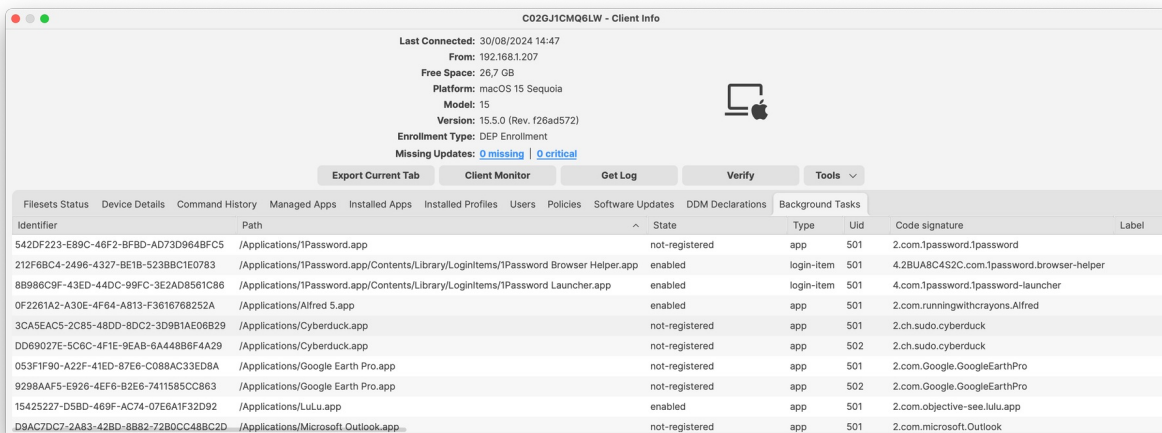 C02GJ1CMQ6LW - Client Info
Last Connected: 30/08/2024 14:47
From: 192.168.1.207
Free Space: 26,7 GB
Platform: macOS 15 Sequoia
Model: 15
Version: 15.5.0 (Rev. f26ad572)
Enrollment Type: DEP Enrollment
Missing Updates: 0 missing | 0 critical
Export Current Tab Client Monitor Get Log Verify Tools
Filesets Status Device Details Command History Managed Apps Installed Apps Installed Profiles Users Policies Software Updates DDM Declarations Background Tasks
Identifier Path State Type Uid Code signature Label
542DF223-E89C-46F2-BFBD-AD73D964BFC5 /Applications/1Password.app not-registered app 501 2.com.1password.1password
212F6BC4-2496-4327-BE1B-523BBC1E0783 /Applications/1Password.app/Contents/Library/LoginItems/1Password Browser Helper.app enabled login-item 501 4.2BUA8C4S2C.com.1password.browser-helper
8B986C9F-43ED-44DC-99FC-3E2AD8561C86 /Applications/1Password.app/Contents/Library/LoginItems/1Password Launcher.app enabled login-item 501 4.com.1password.1password-launcher
0F2261A2-A30E-4F64-A813-F3616768252A /Applications/Alfred 5.app enabled app 501 2.com.runningwithcrayons.Alfred
3CA5EAC5-2C85-48DD-8DC2-3D9B1AE06B29 /Applications/Cyberduck.app not-registered app 501 2.ch.sudo.cyberduck
DD69027E-5C6C-4F1E-9EAB-6A448B6F4A29 /Applications/Cyberduck.app not-registered app 502 2.ch.sudo.cyberduck
053F1F90-A22F-41ED-87E6-C088AC33ED8A /Applications/Google Earth Pro.app not-registered app 501 2.com.Google.GoogleEarthPro
9298AAF5-E926-4EF6-B2E6-7411585CC863 /Applications/Google Earth Pro.app not-registered app 502 2.com.Google.GoogleEarthPro
15425227-D5BD-469F-AC74-07E6A1F32D92 /Applications/LuLu.app enabled app 501 2.com.objective-see.lulu.app
D9AC7DC7-2A83-42BD-8B82-72B0CC48BC2D /Applications/Microsoft Outlook.app not-registered app 501 2.com.microsoft.Outlook